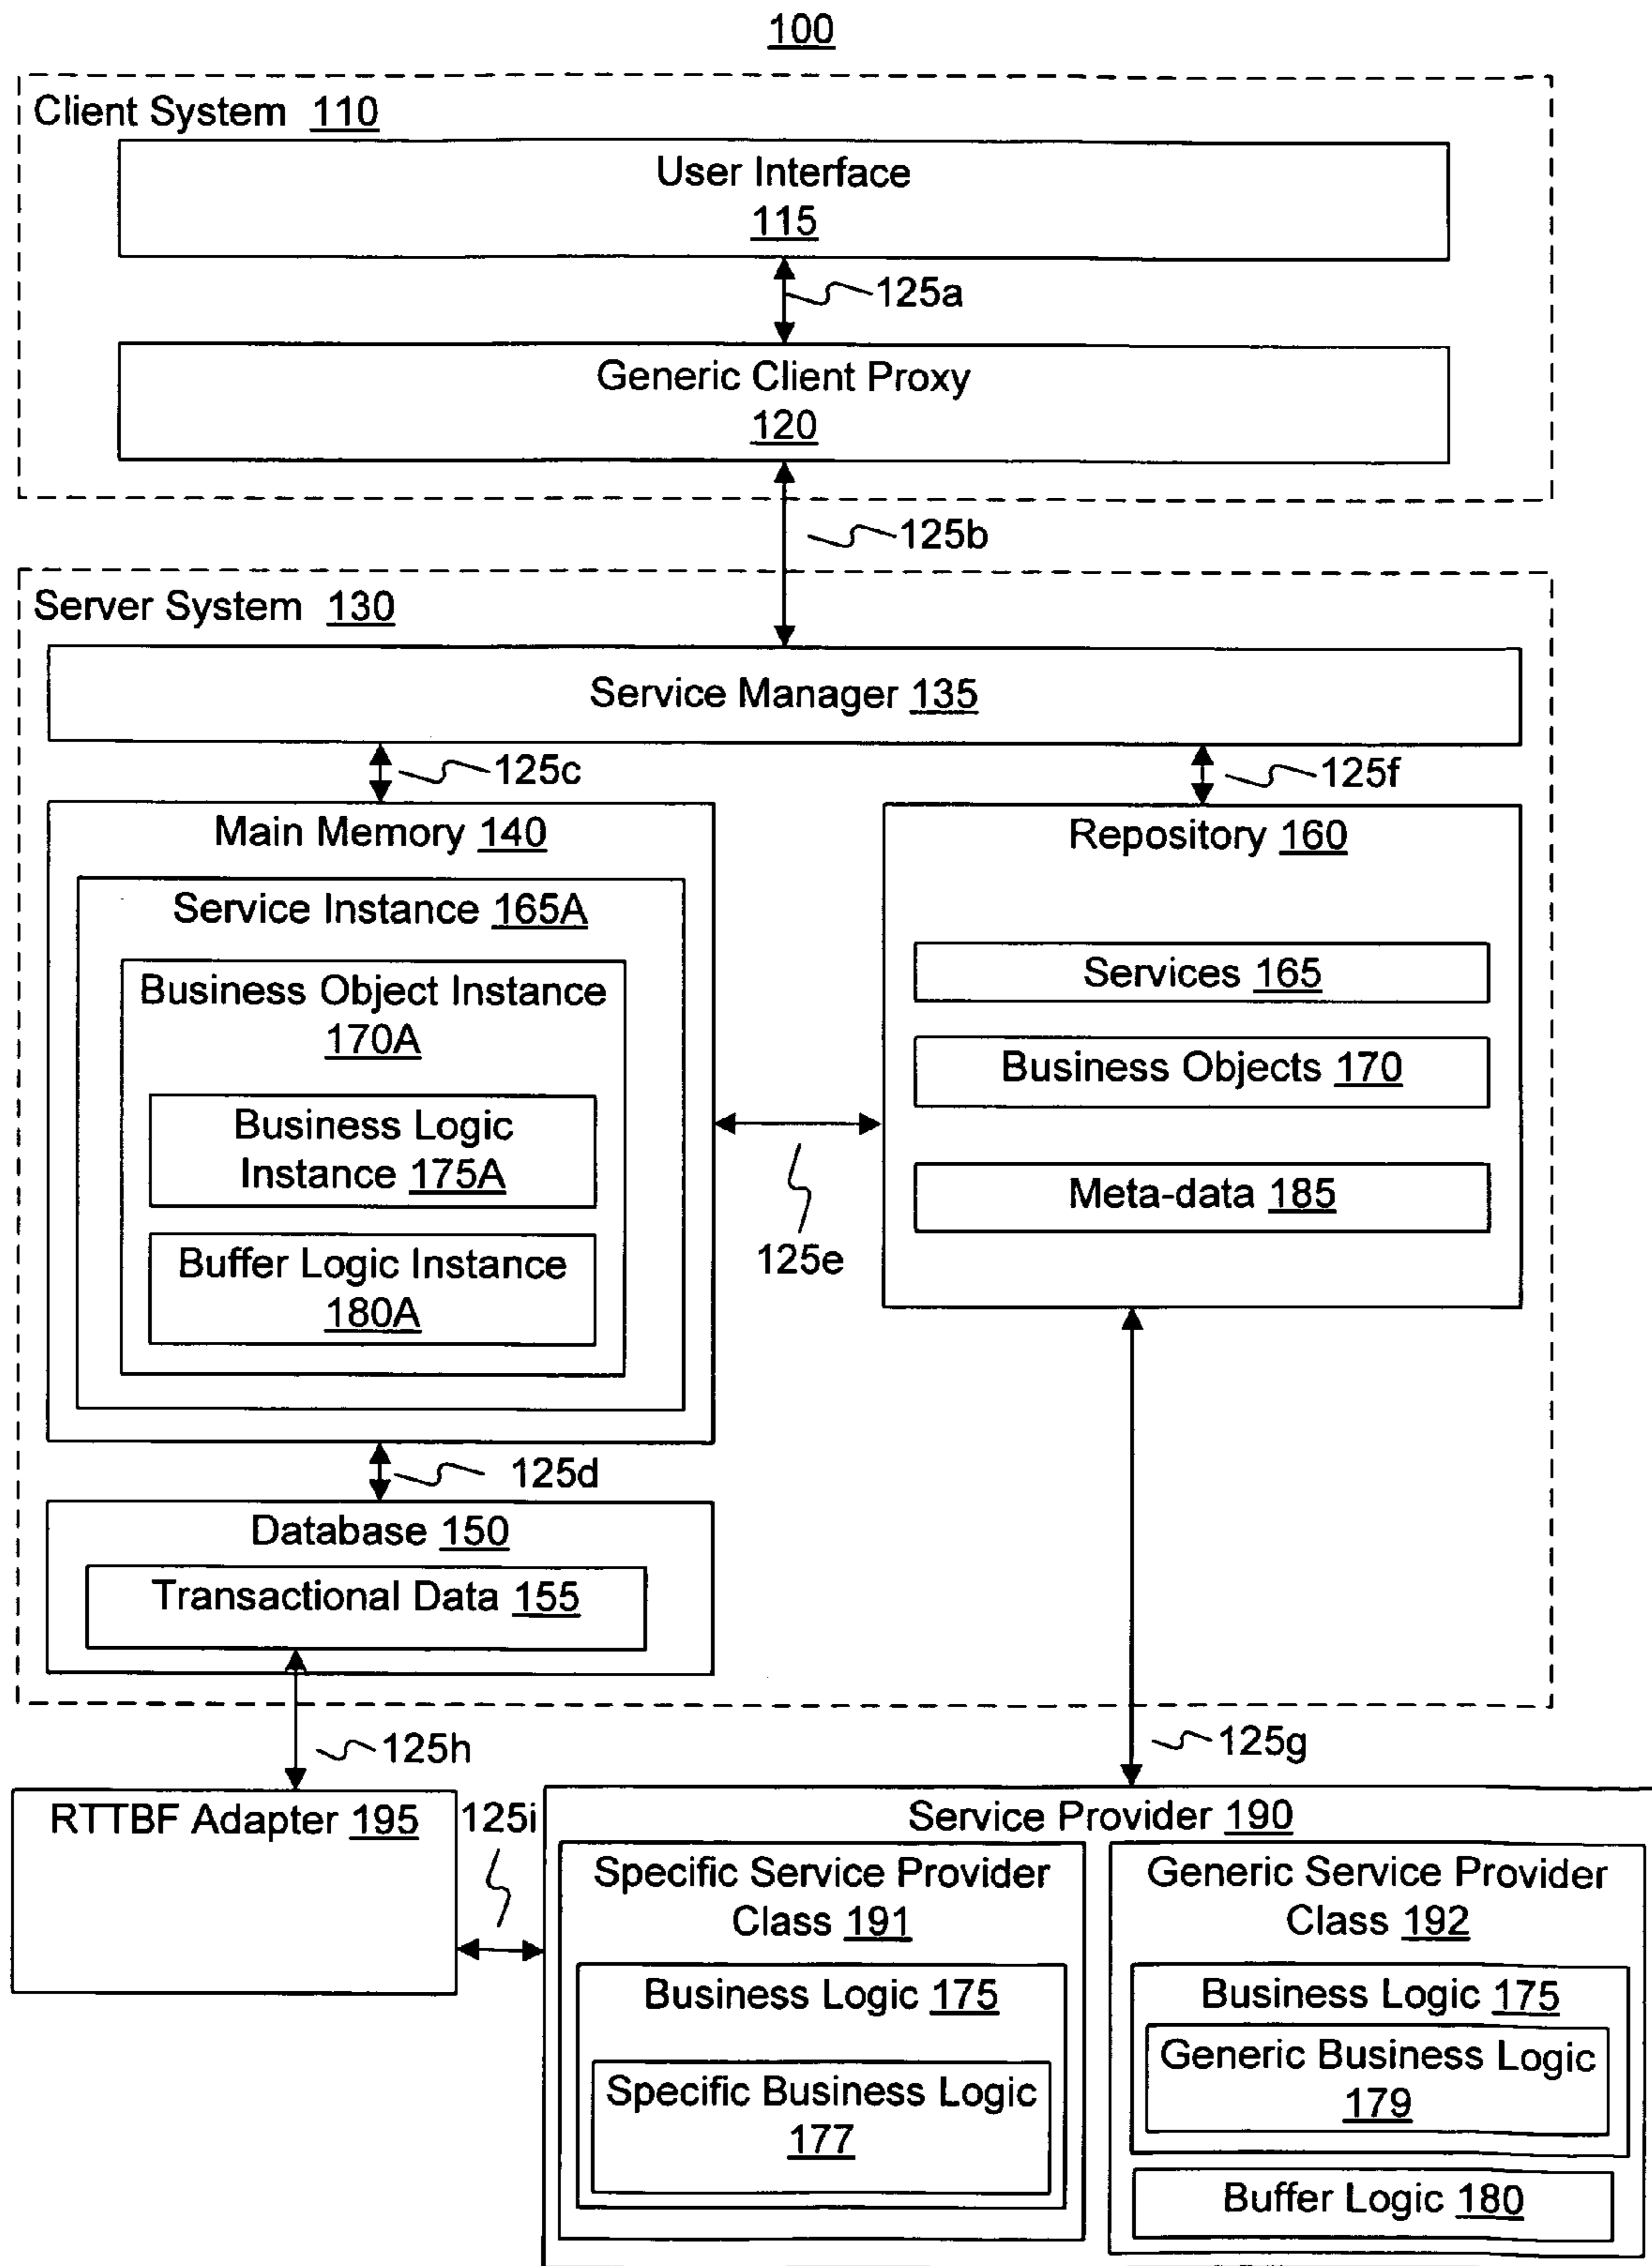 100
Client System 110
User Interface
115
125a
Generic Client Proxy
120
125b
Server System 130
Service Manager 135
125c
125f
Main Memory 140
Service Instance 165A
Business Object Instance
170A
Business Logic
Instance 175A
Buffer Logic Instance
180A
125e
Repository 160
Services 165
Business Objects 170
Meta-data 185
125d
Database 150
Transactional Data 155
125h
125g
RTTBF Adapter 195
125i
Service Provider 190
Specific Service Provider
Class 191
Business Logic 175
Specific Business Logic
177
Generic Service Provider
Class 192
Business Logic 175
Generic Business Logic
179
Buffer Logic 180